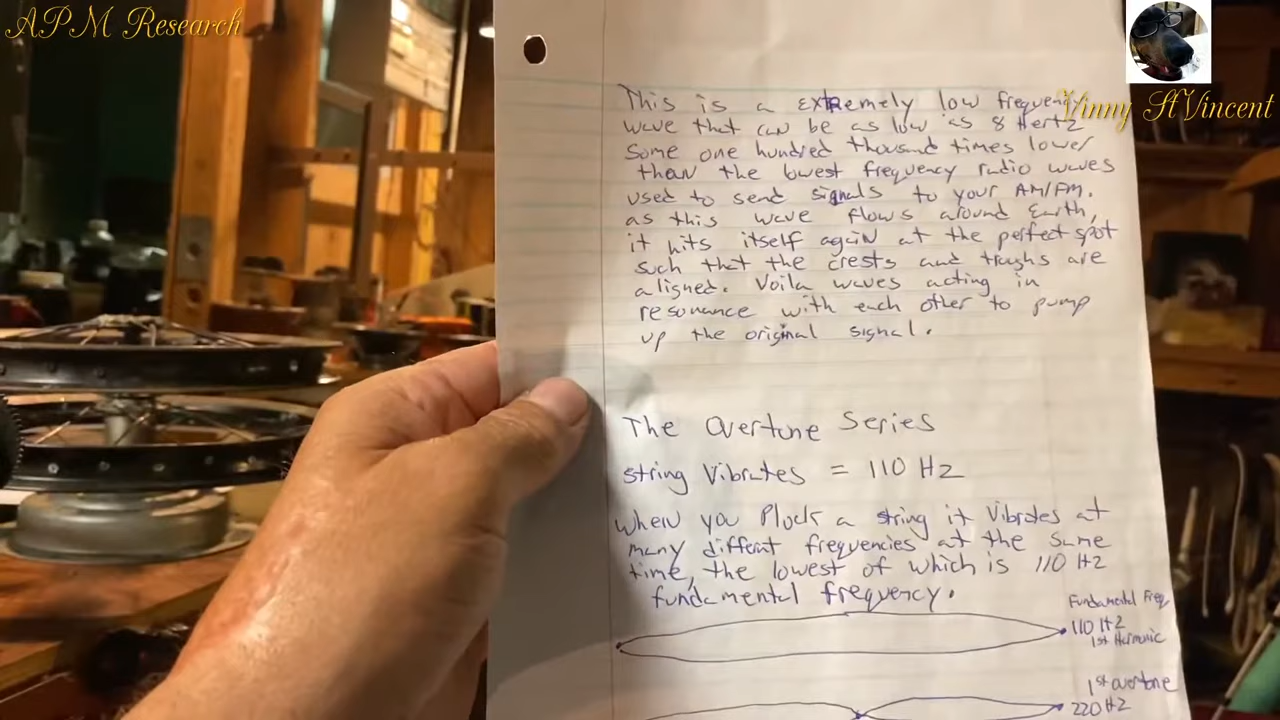 APM Research
Vinny StVincent
This is a extremely low frequency
wave that can be as low as 8 Hertz
Some one hundred thousand times lower
than the lowest frequency radio waves
used to send signals to your AM/FM.
as this wave flows around Earth,
it hits itself again at the perfect spot
such that the crests and troughs are
aligned. Voila waves acting in
resonance with each other to pump
up the original signal.
The Overtone Series
string Vibrates = 110 HZ
when you Pluck a string it Vibrates at
many diffent frequencies at the same
time, the lowest of which is 110 HZ
fundamental frequency.
Fundamental Freq.
110 HZ
1st Harmonic
1st overtone
220 HZ